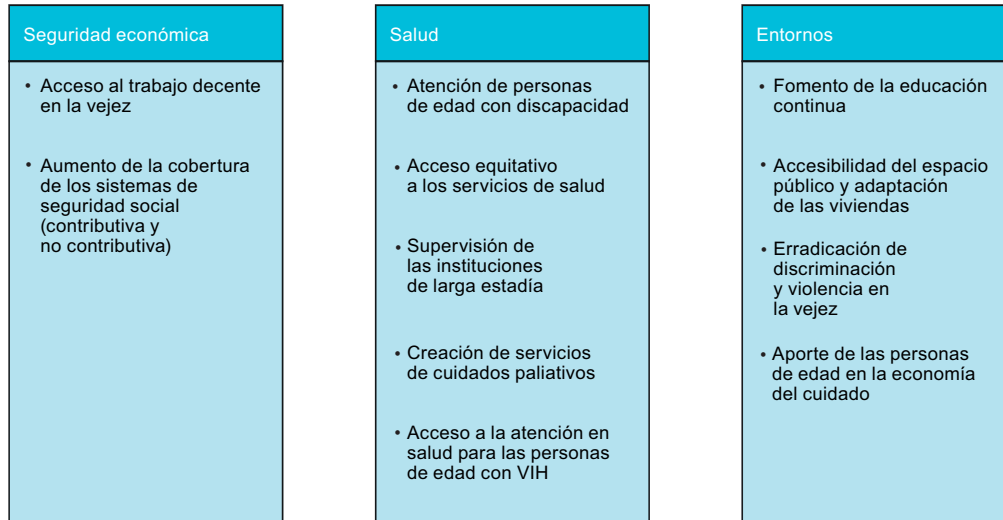 Seguridad económica
• Acceso al trabajo decente
en la vejez
• Aumento de la cobertura
de los sistemas de
seguridad social
(contributiva y
no contributiva)
Salud
• Atención de personas
de edad con discapacidad
• Acceso equitativo
a los servicios de salud
• Supervisión de
las instituciones
de larga estadía
• Creación de servicios
de cuidados paliativos
• Acceso a la atención en
salud para las personas
de edad con VIH
Entornos
• Fomento de la educación
continua
• Accesibilidad del espacio
público y adaptación
de las viviendas
• Erradicación de
discriminación
y violencia en
la vejez
• Aporte de las personas
de edad en la economía
del cuidado